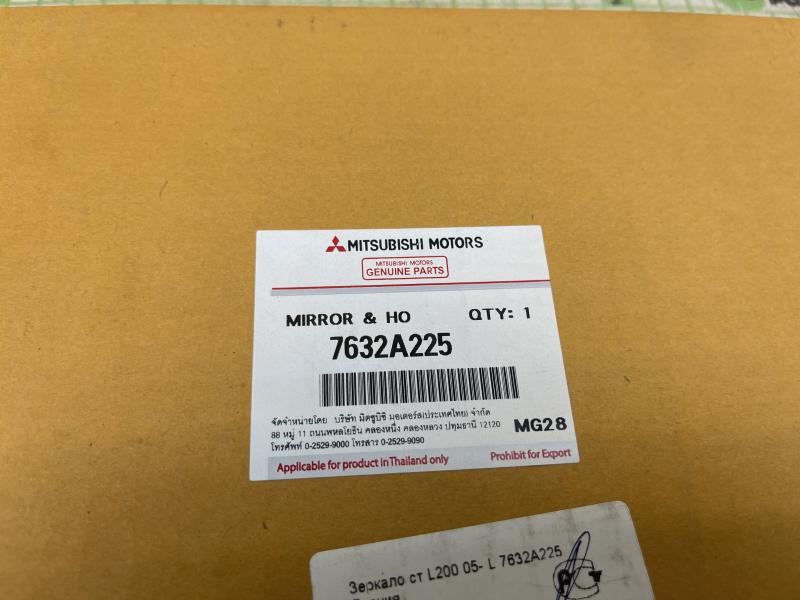 MITSUBISHI MOTORS
MITSUBISHI MOTORS
GENUINE PARTS
MIRROR & HO QTY: 1
7632A225
จัดจำหน่ายโดย บริษัท มิตซูบิชิ มอเตอร์ส(ประเทศไทย) จำกัด
88 หมู่ 11 ถนนพหลโยธิน คลองหนึ่ง คลองหลวง ปทุมธานี 12120
MG28
โทรศัพท์ 0-2529-9000 โทรสาร 0-2529-9090
Applicable for product in Thailand only Prohibit for Export
Зеркало ст L200 05- L 7632A225